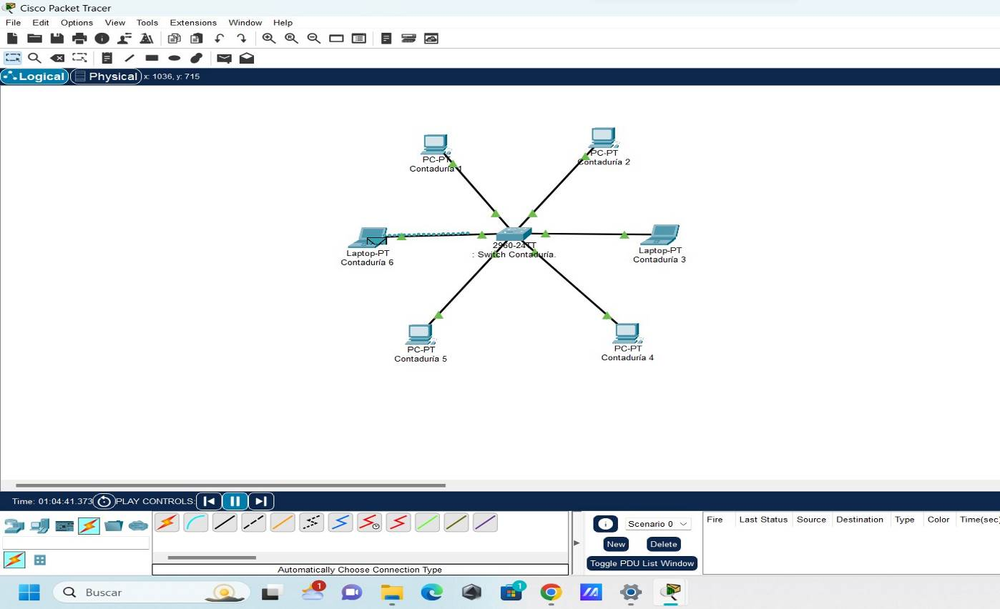 Cisco Packet Tracer
File Edit Options View Tools Extensions Window Help
Logical Physical x: 1036, y: 715
PC-PT
Contaduría 1
PC-PT
Contaduría 2
Laptop-PT
Contaduría 6
2960-24TT
: Switch Contaduría.
Laptop-PT
Contaduría 3
PC-PT
Contaduría 5
PC-PT
Contaduría 4
Time: 01:04:41.373 PLAY CONTROLS:
Scenario 0
New Delete
Toggle PDU List Window
Fire Last Status Source Destination Type Color Time(sec
Automatically Choose Connection Type
Buscar
1
1